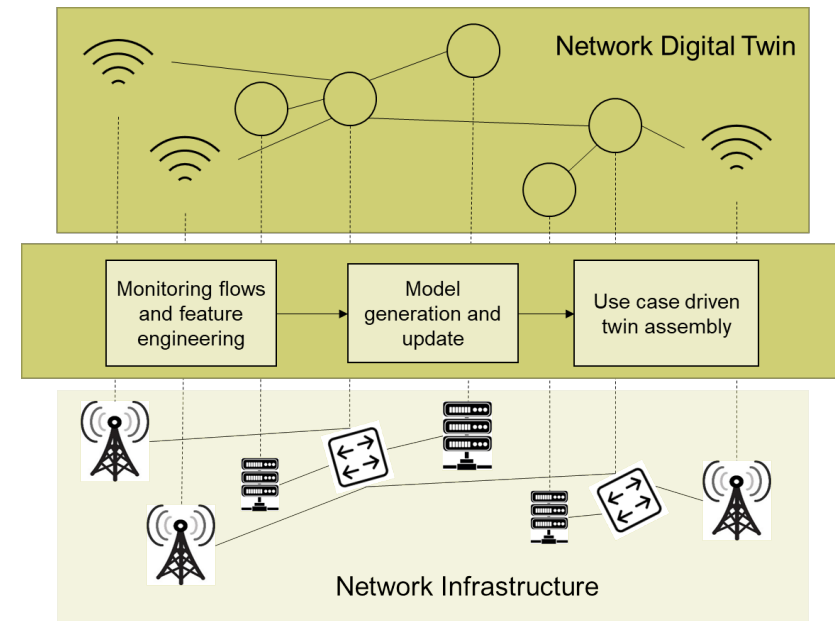 Network Digital Twin
Monitoring flows
and feature
engineering
Model
generation and
update
Use case driven
twin assembly
Network Infrastructure